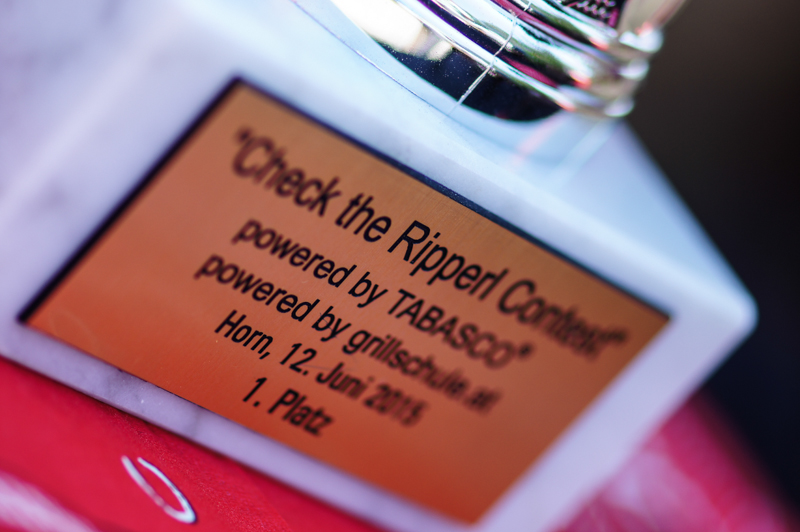 "Check the Ripperl Contest"
powered by TABASCO®
powered by grillschule.at
Horn, 12. Juni 2015
1. Platz